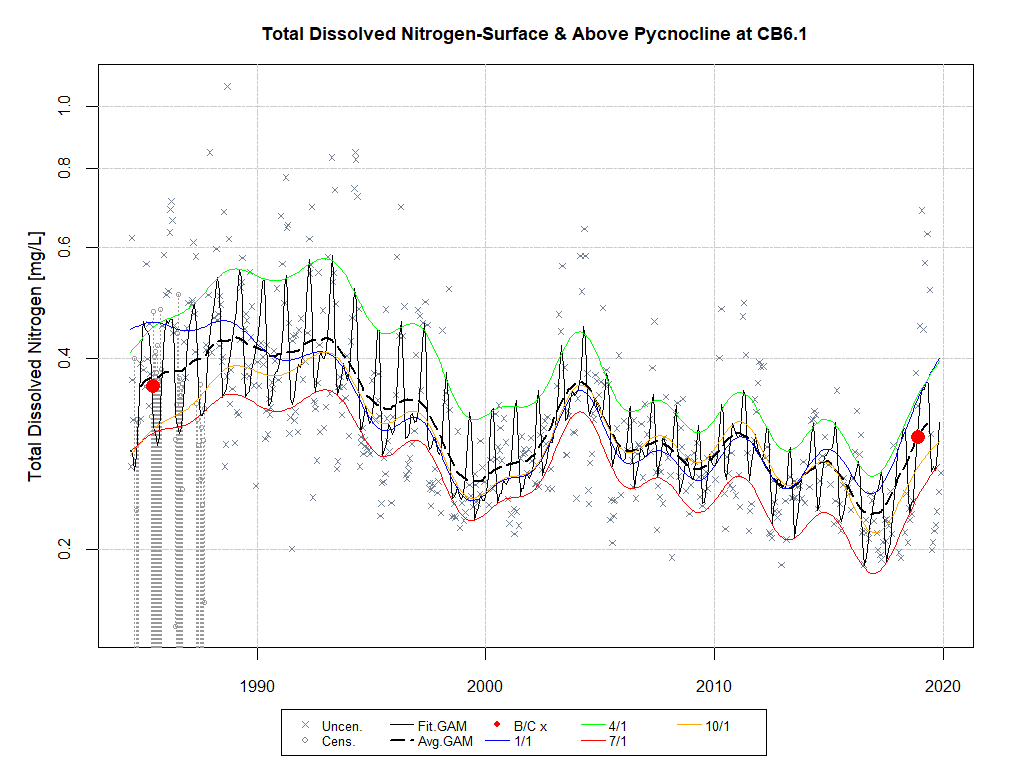 Total Dissolved Nitrogen-Surface & Above Pycnocline at CB6.1
Total Dissolved Nitrogen [mg/L]
1.0
0.8
0.6
0.4
0.2
1990 2000 2010 2020
Uncen. Fit.GAM B/C x 4/1 10/1
Cens. Avg.GAM 1/1 7/1